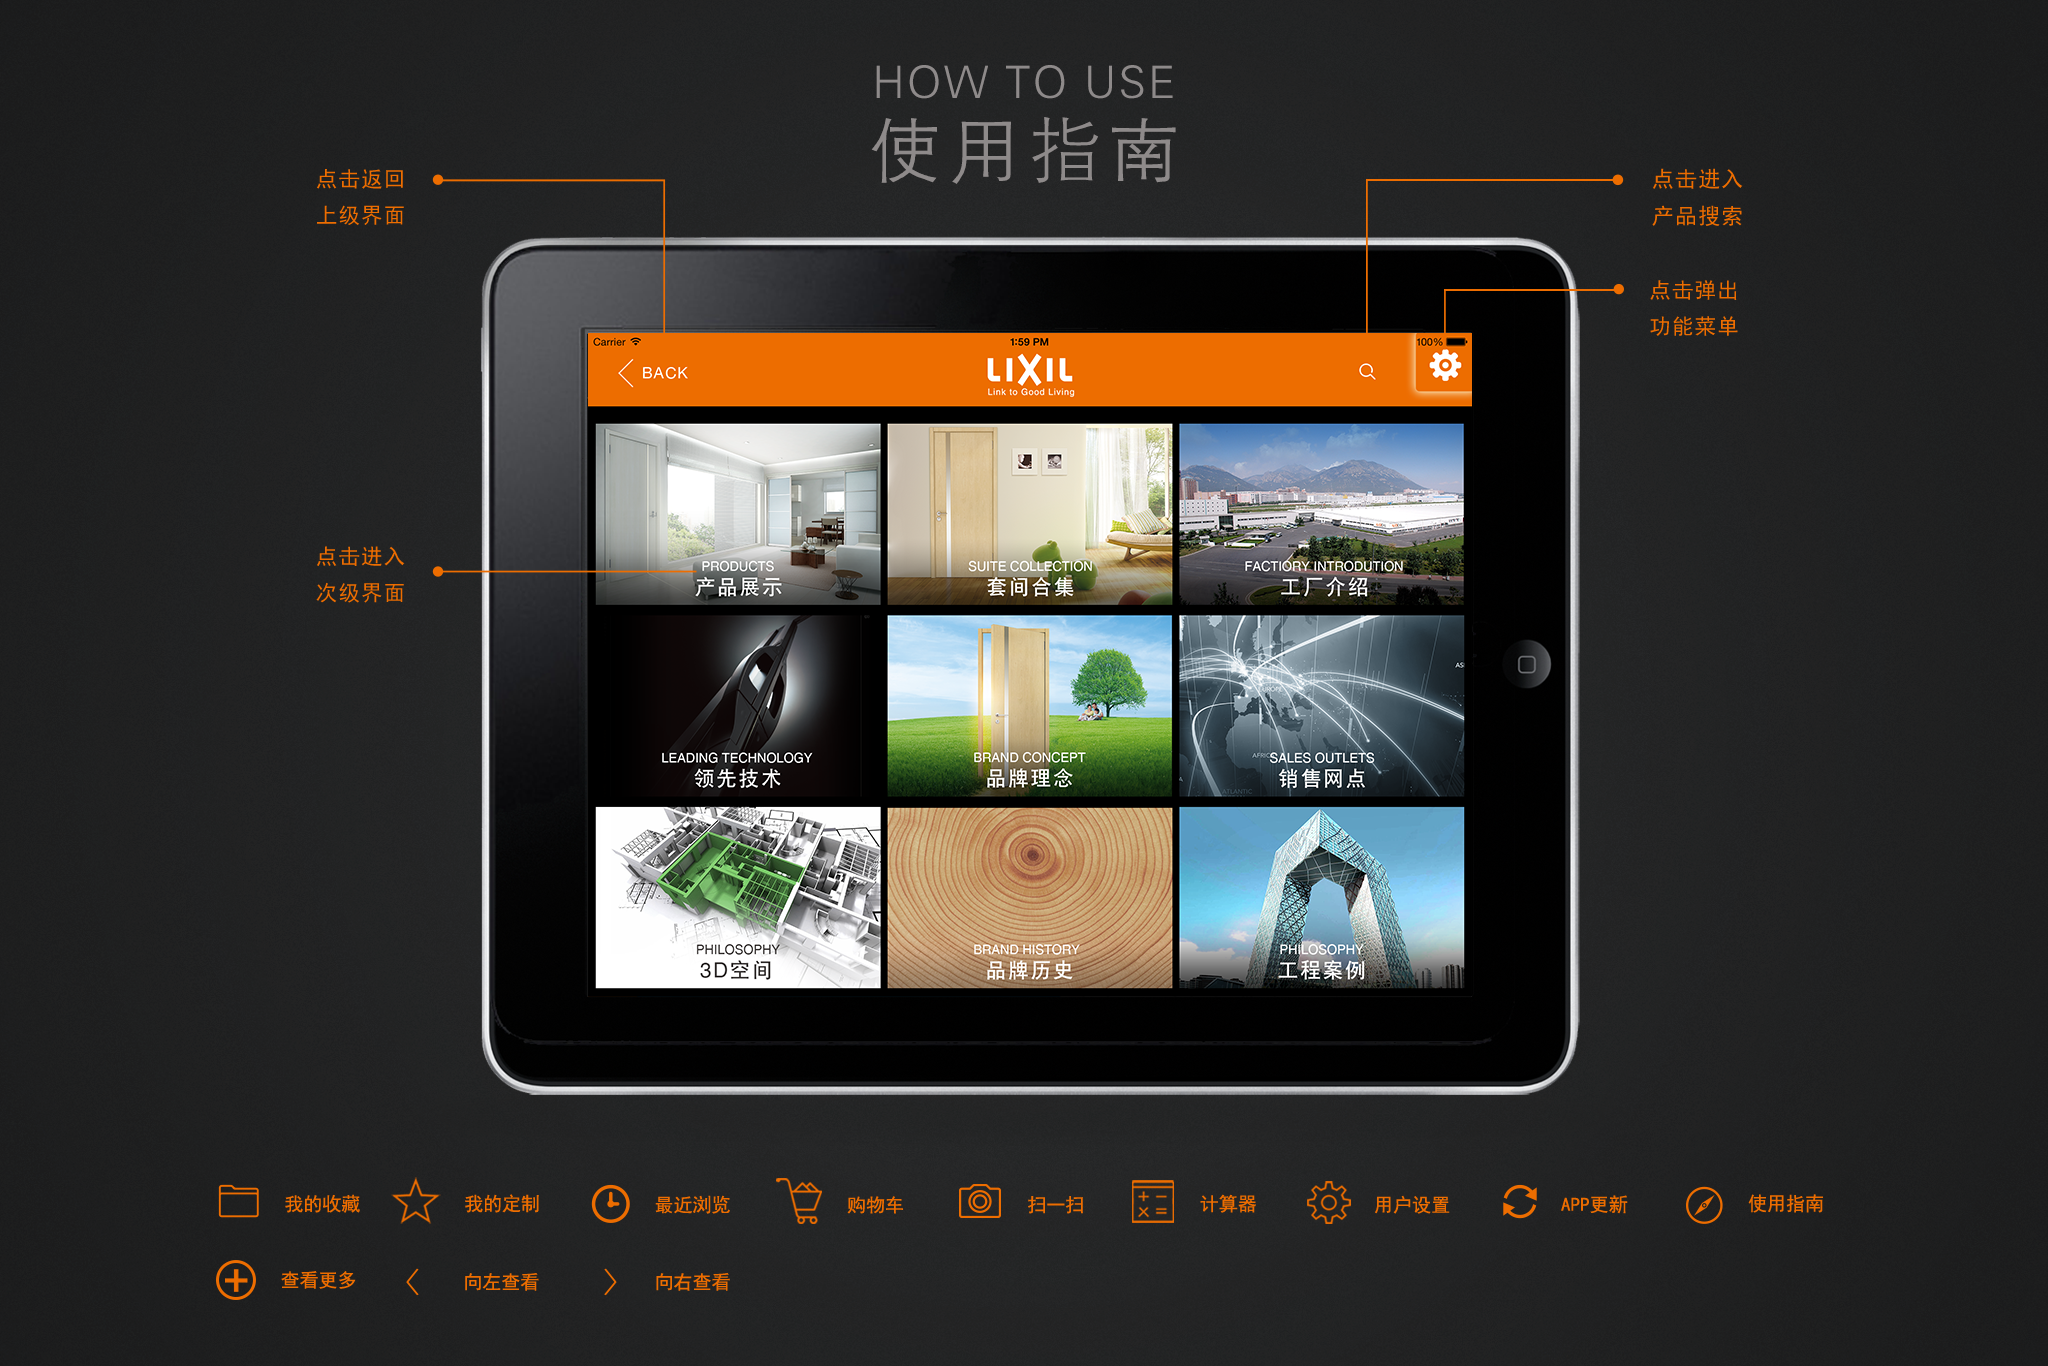 HOW TO USE
使用指南
点击返回
上级界面
点击进入
产品搜索
点击弹出
功能菜单
点击进入
次级界面
Carrier
1:59 PM
100%
BACK
LIXIL
Link to Good Living
PRODUCTS
产品展示
SUITE COLLECTION
套间合集
FACTIORY INTRODUTION
工厂介绍
LEADING TECHNOLOGY
领先技术
BRAND CONCEPT
品牌理念
SALES OUTLETS
销售网点
PHILOSOPHY
3D空间
BRAND HISTORY
品牌历史
PHILOSOPHY
工程案例
我的收藏
我的定制
最近浏览
购物车
扫一扫
计算器
用户设置
APP更新
使用指南
查看更多
向左查看
向右查看